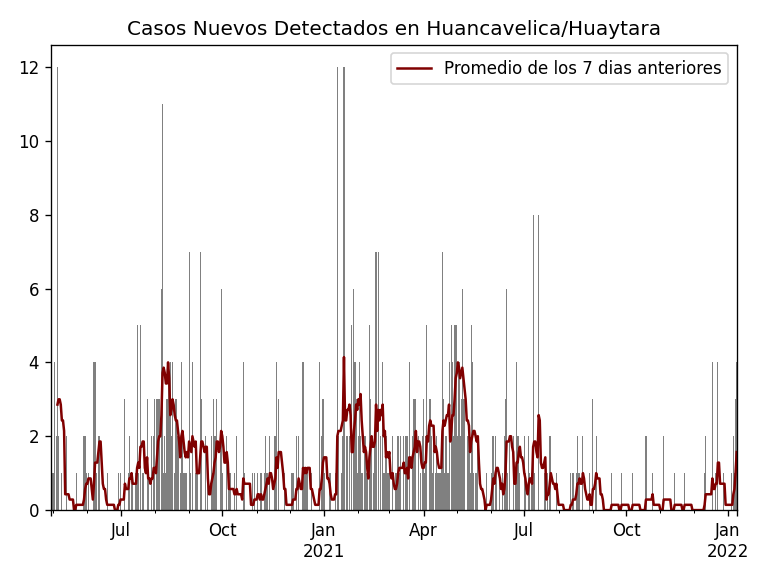 Casos Nuevos Detectados en Huancavelica/Huaytara
Promedio de los 7 dias anteriores
12
10
8
6
4
2
0
Jul
Oct
Jan
2021
Apr
Jul
Oct
Jan
2022